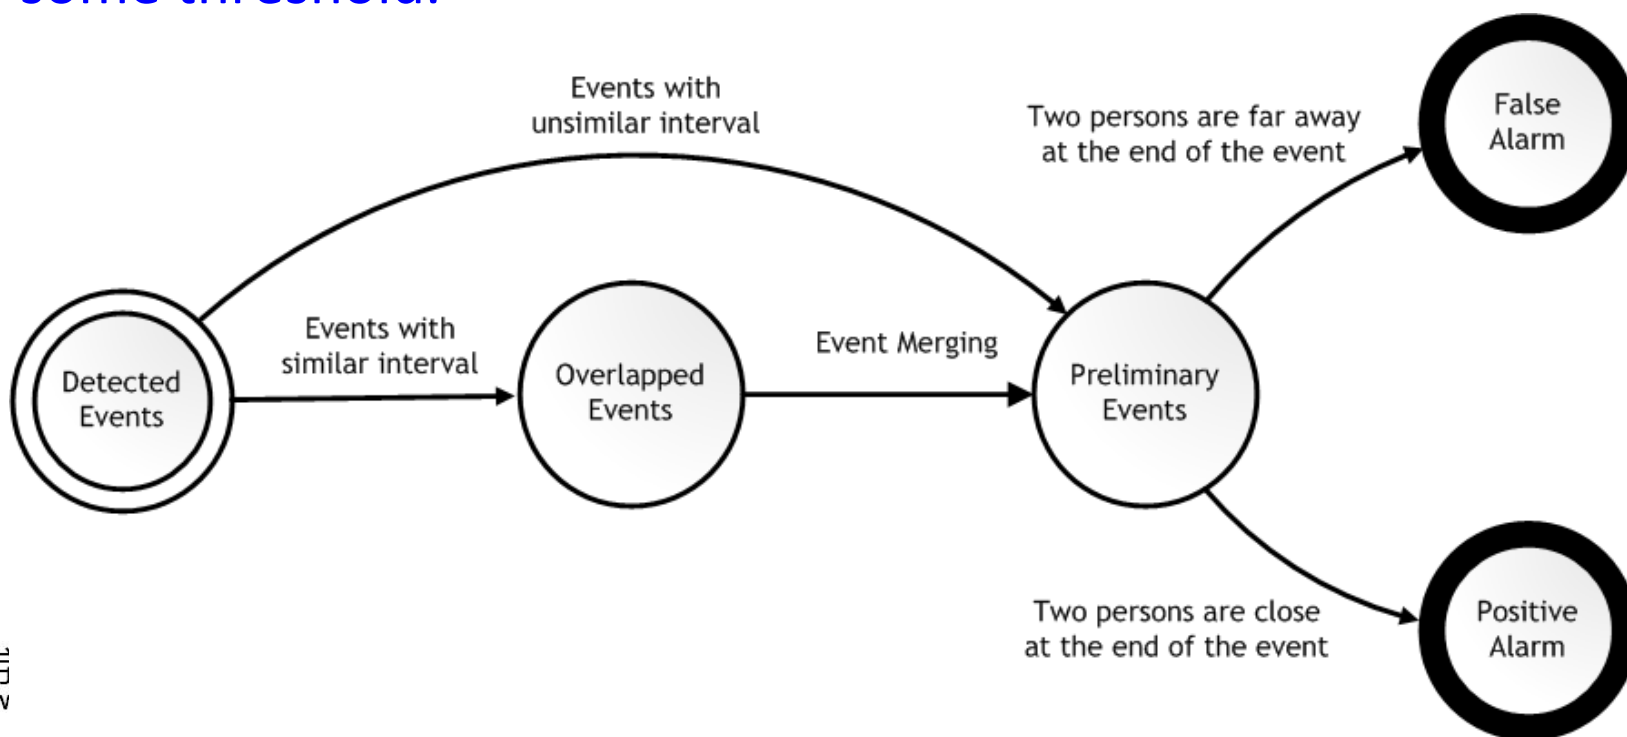 some threshold.
Events with
unsimilar interval
Two persons are far away
at the end of the event
False
Alarm
Events with
similar interval
Event Merging
Detected
Events
Overlapped
Events
Preliminary
Events
Two persons are close
at the end of the event
Positive
Alarm